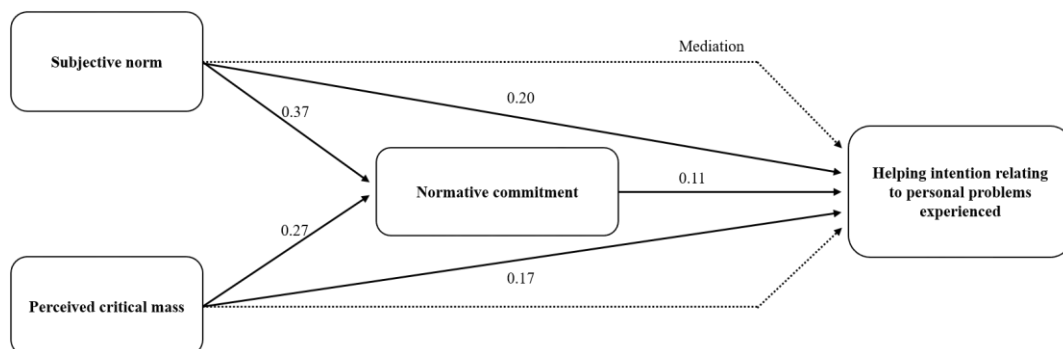 Mediation
Subjective norm
0.20
0.37
Normative commitment
0.11
Helping intention relating
to personal problems
experienced
0.27
0.17
Perceived critical mass